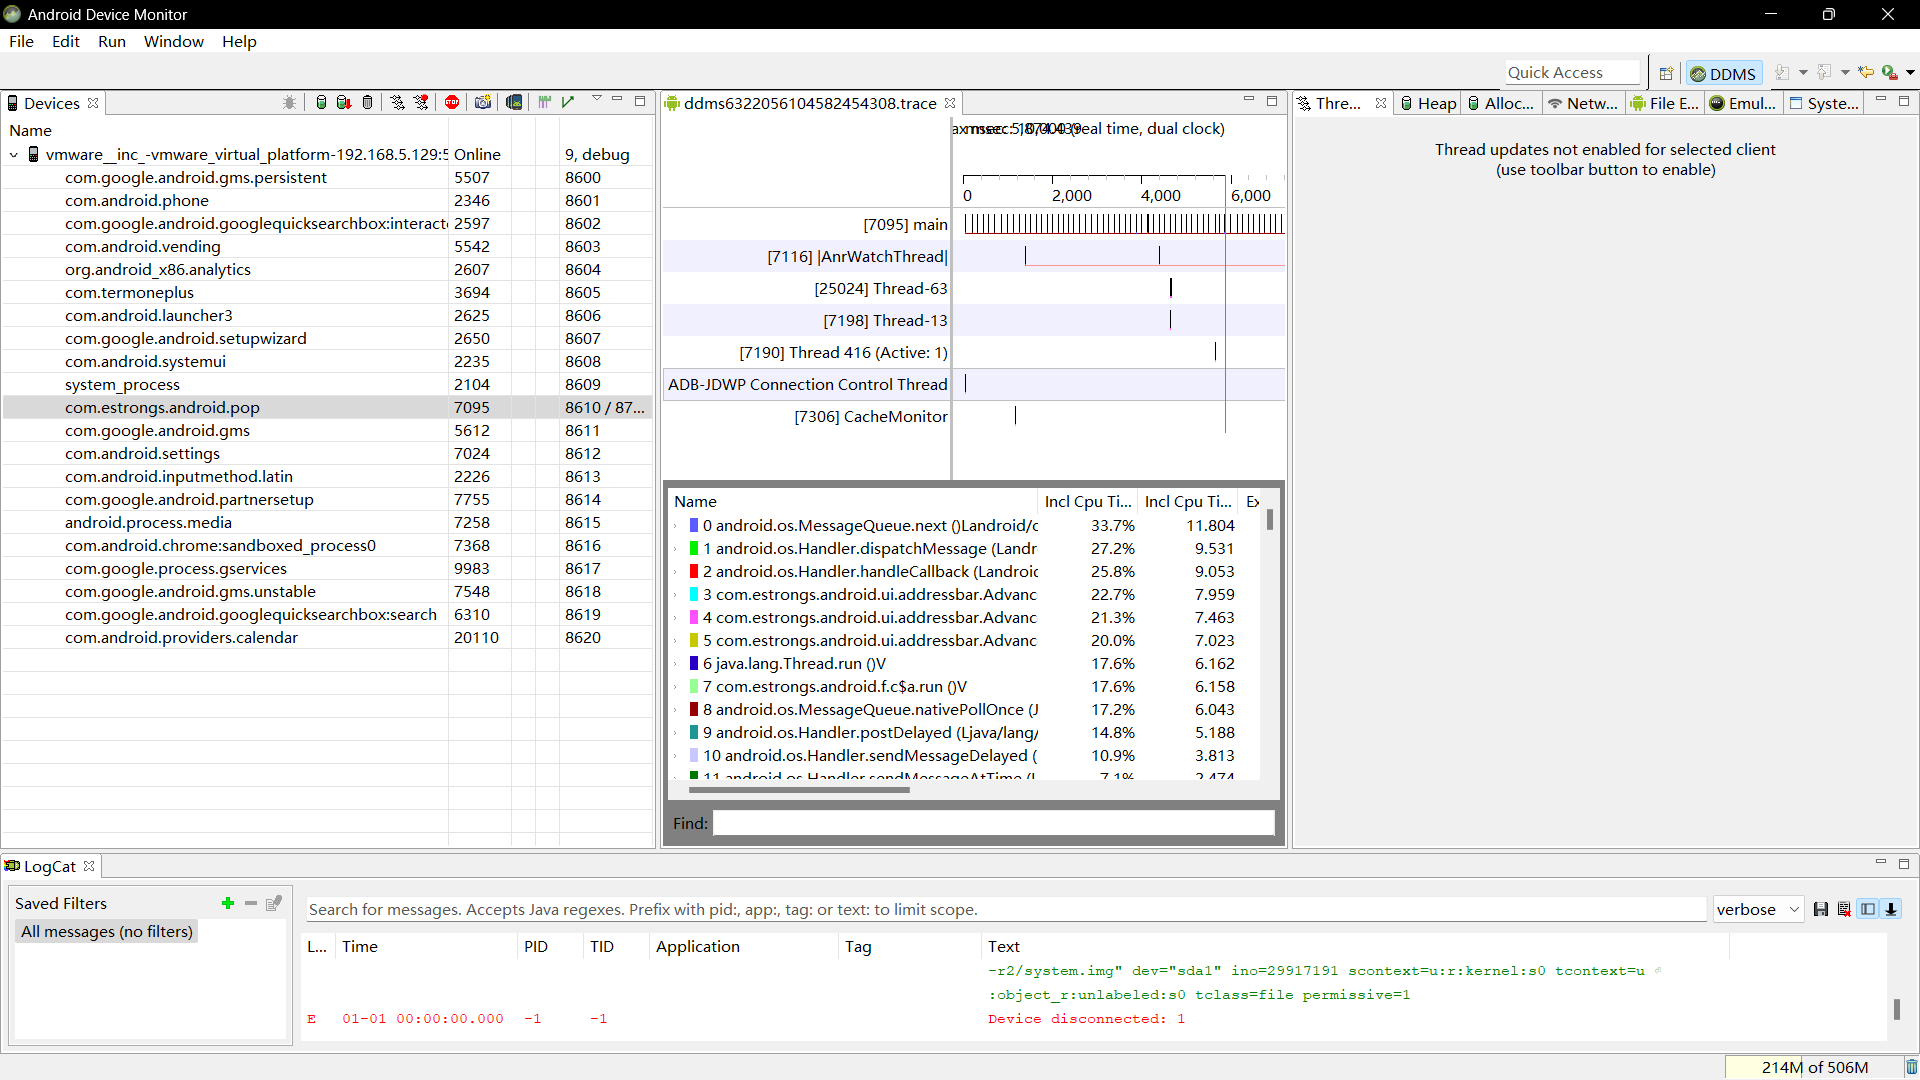 Android Device Monitor
File Edit Run Window Help
Quick Access
DDMS
Devices
Name
vmware__inc_-vmware_virtual_platform-192.168.5.129:5 Online 9, debug
com.google.android.gms.persistent 5507 8600
com.android.phone 2346 8601
com.google.android.googlequicksearchbox:interact 2597 8602
com.android.vending 5542 8603
org.android_x86.analytics 2607 8604
com.termoneplus 3694 8605
com.android.launcher3 2625 8606
com.google.android.setupwizard 2650 8607
com.android.systemui 2235 8608
system_process 2104 8609
com.estrongs.android.pop 7095 8610 / 87...
com.google.android.gms 5612 8611
com.android.settings 7024 8612
com.android.inputmethod.latin 2226 8613
com.google.android.partnersetup 7755 8614
android.process.media 7258 8615
com.android.chrome:sandboxed_process0 7368 8616
com.google.process.gservices 9983 8617
com.google.android.gms.unstable 7548 8618
com.google.android.googlequicksearchbox:search 6310 8619
com.android.providers.calendar 20110 8620
ddms6322056104582454308.trace
(real time, dual clock)
0 2,000 4,000 6,000
[7095] main
[7116] |AnrWatchThread|
[25024] Thread-63
[7198] Thread-13
[7190] Thread 416 (Active: 1)
ADB-JDWP Connection Control Thread
[7306] CacheMonitor
Name Incl Cpu Ti... Incl Cpu Ti... Ex
0 android.os.MessageQueue.next ()Landroid/c 33.7% 11.804
1 android.os.Handler.dispatchMessage (Landr 27.2% 9.531
2 android.os.Handler.handleCallback (Landroic 25.8% 9.053
3 com.estrongs.android.ui.addressbar.Advanc 22.7% 7.959
4 com.estrongs.android.ui.addressbar.Advanc 21.3% 7.463
5 com.estrongs.android.ui.addressbar.Advanc 20.0% 7.023
6 java.lang.Thread.run ()V 17.6% 6.162
7 com.estrongs.android.f.c$a.run ()V 17.6% 6.158
8 android.os.MessageQueue.nativePollOnce (J 17.2% 6.043
9 android.os.Handler.postDelayed (Ljava/lang/ 14.8% 5.188
10 android.os.Handler.sendMessageDelayed ( 10.9% 3.813
11 android.os.Handler.sendMessageAtTime (L 7.1% 2.474
Find:
Thre... Heap Alloc... Netw... File E... Emul... Syste...
Thread updates not enabled for selected client
(use toolbar button to enable)
LogCat
Saved Filters
All messages (no filters)
Search for messages. Accepts Java regexes. Prefix with pid:, app:, tag: or text: to limit scope.
verbose
L... Time PID TID Application Tag Text
-r2/system.img" dev="sda1" ino=29917191 scontext=u:r:kernel:s0 tcontext=u
:object_r:unlabeled:s0 tclass=file permissive=1
E 01-01 00:00:00.000 -1 -1 Device disconnected: 1
214M of 506M